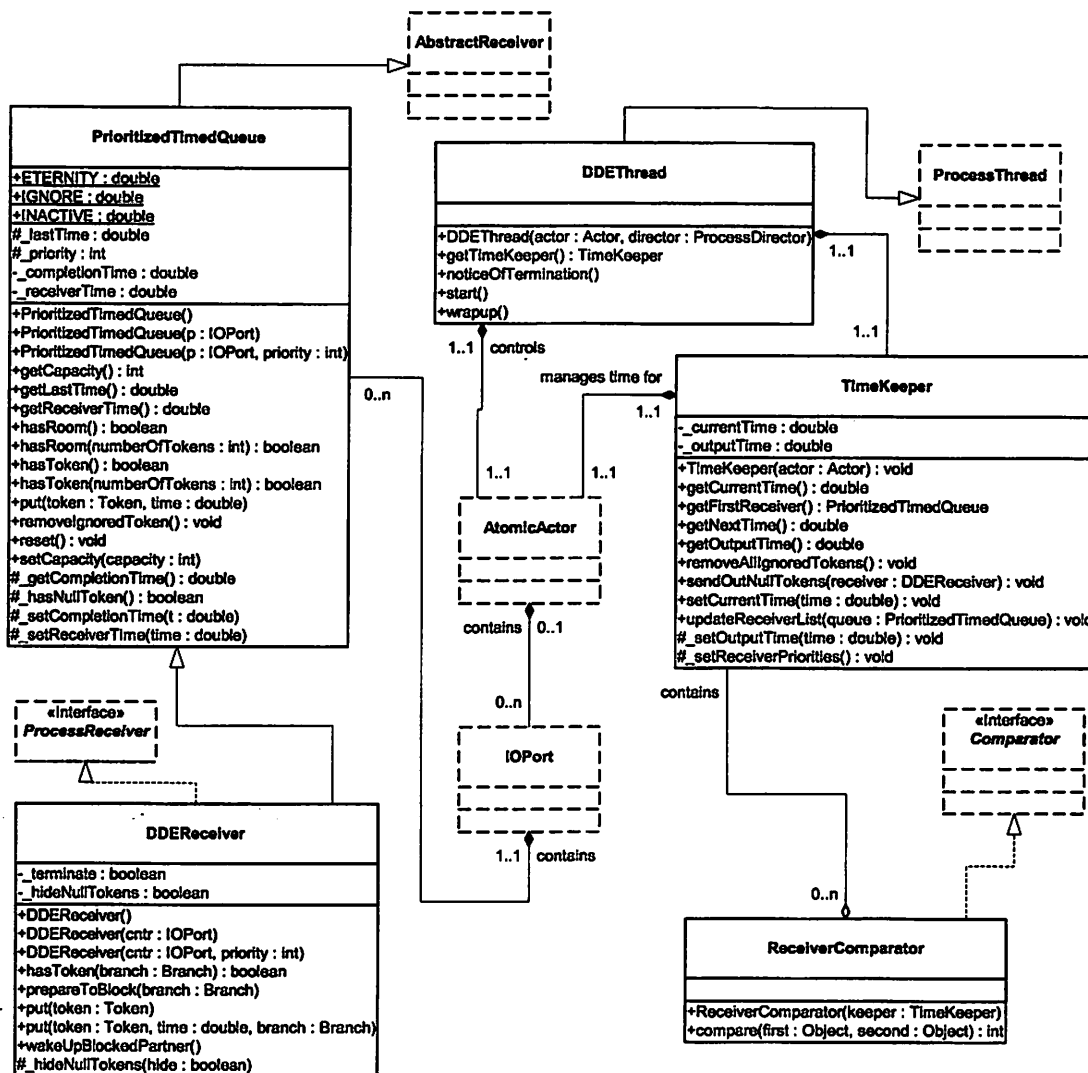 AbstractReceiver
PrioritizedTimedQueue
+ETERNITY : double
+IGNORE : double
+INACTIVE : double
#_lastTime : double
#_priority : int
-_completionTime : double
-_receiverTime : double
+PrioritizedTimedQueue()
+PrioritizedTimedQueue(p : IOPort)
+PrioritizedTimedQueue(p : IOPort, priority : int)
+getCapacity() : int
+getLastTime() : double
+getReceiverTime() : double
+hasRoom() : boolean
+hasRoom(numberOfTokens : int) : boolean
+hasToken() : boolean
+hasToken(numberOfTokens : int) : boolean
+put(token : Token, time : double)
+removeIgnoredToken() : void
+reset() : void
+setCapacity(capacity : int)
#_getCompletionTime() : double
#_hasNullToken() : boolean
#_setCompletionTime(t : double)
#_setReceiverTime(time : double)
DDEThread
+DDEThread(actor : Actor, director : ProcessDirector)
+getTimeKeeper() : TimeKeeper
+noticeOfTermination()
+start()
+wrapup()
ProcessThread
1..1
1..1
1..1 controls
manages time for
1..1
0..n
TimeKeeper
-_currentTime : double
-_outputTime : double
+TimeKeeper(actor : Actor) : void
+getCurrentTime() : double
+getFirstReceiver() : PrioritizedTimedQueue
+getNextTime() : double
+getOutputTime() : double
+removeAllIgnoredTokens() : void
+sendOutNullTokens(receiver : DDEReceiver) : void
+setCurrentTime(time : double) : void
+updateReceiverList(queue : PrioritizedTimedQueue) : void
#_setOutputTime(time : double) : void
#_setReceiverPriorities() : void
1..1
1..1
AtomicActor
contains
0..1
0..n
IOPort
1..1 contains
contains
0..n
«Interface»
ProcessReceiver
«Interface»
Comparator
DDEReceiver
-_terminate : boolean
-_hideNullTokens : boolean
+DDEReceiver()
+DDEReceiver(cntr : IOPort)
+DDEReceiver(cntr : IOPort, priority : int)
+hasToken(branch : Branch) : boolean
+prepareToBlock(branch : Branch)
+put(token : Token)
+put(token : Token, time : double, branch : Branch)
+wakeUpBlockedPartner()
#_hideNullTokens(hide : boolean)
ReceiverComparator
+ReceiverComparator(keeper : TimeKeeper)
+compare(first : Object, second : Object) : int